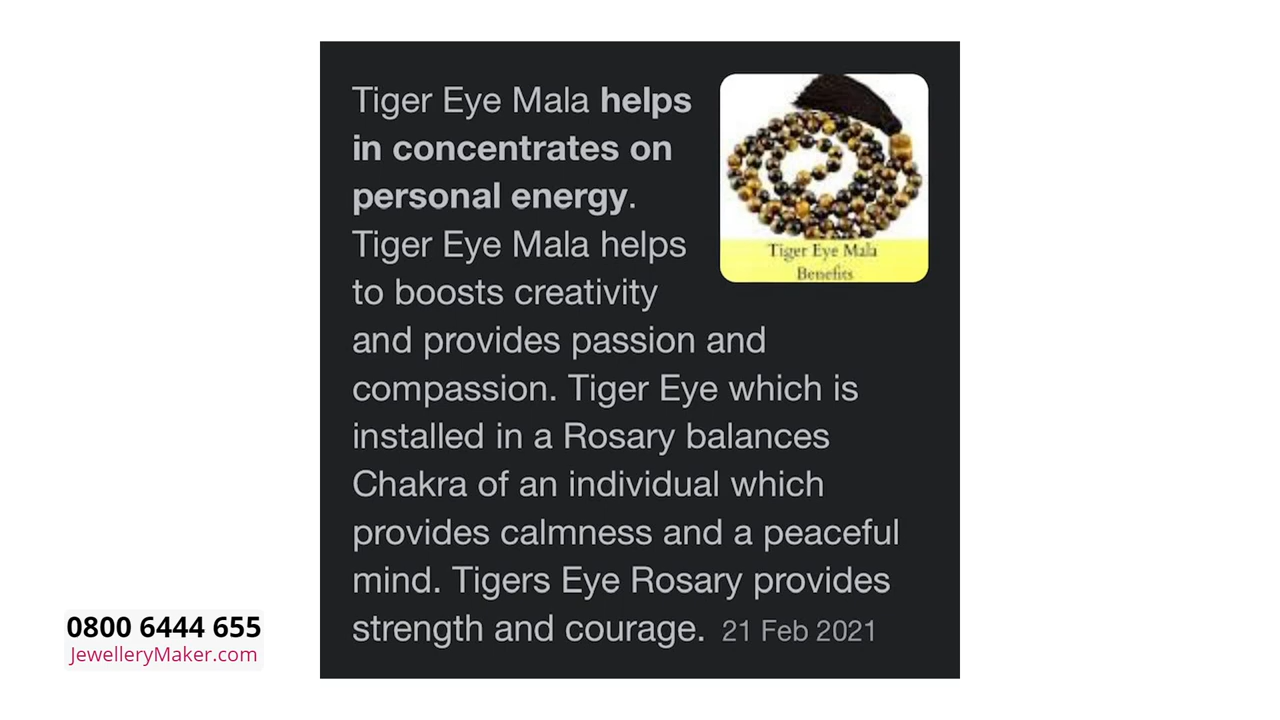 Tiger Eye Mala helps
in concentrates on
personal energy.
Tiger Eye Mala helps
to boosts creativity
and provides passion and
compassion. Tiger Eye which is
installed in a Rosary balances
Chakra of an individual which
provides calmness and a peaceful
mind. Tigers Eye Rosary provides
strength and courage. 21 Feb 2021
Tiger Eye Mala
Benefits
0800 6444 655
JewelleryMaker.com